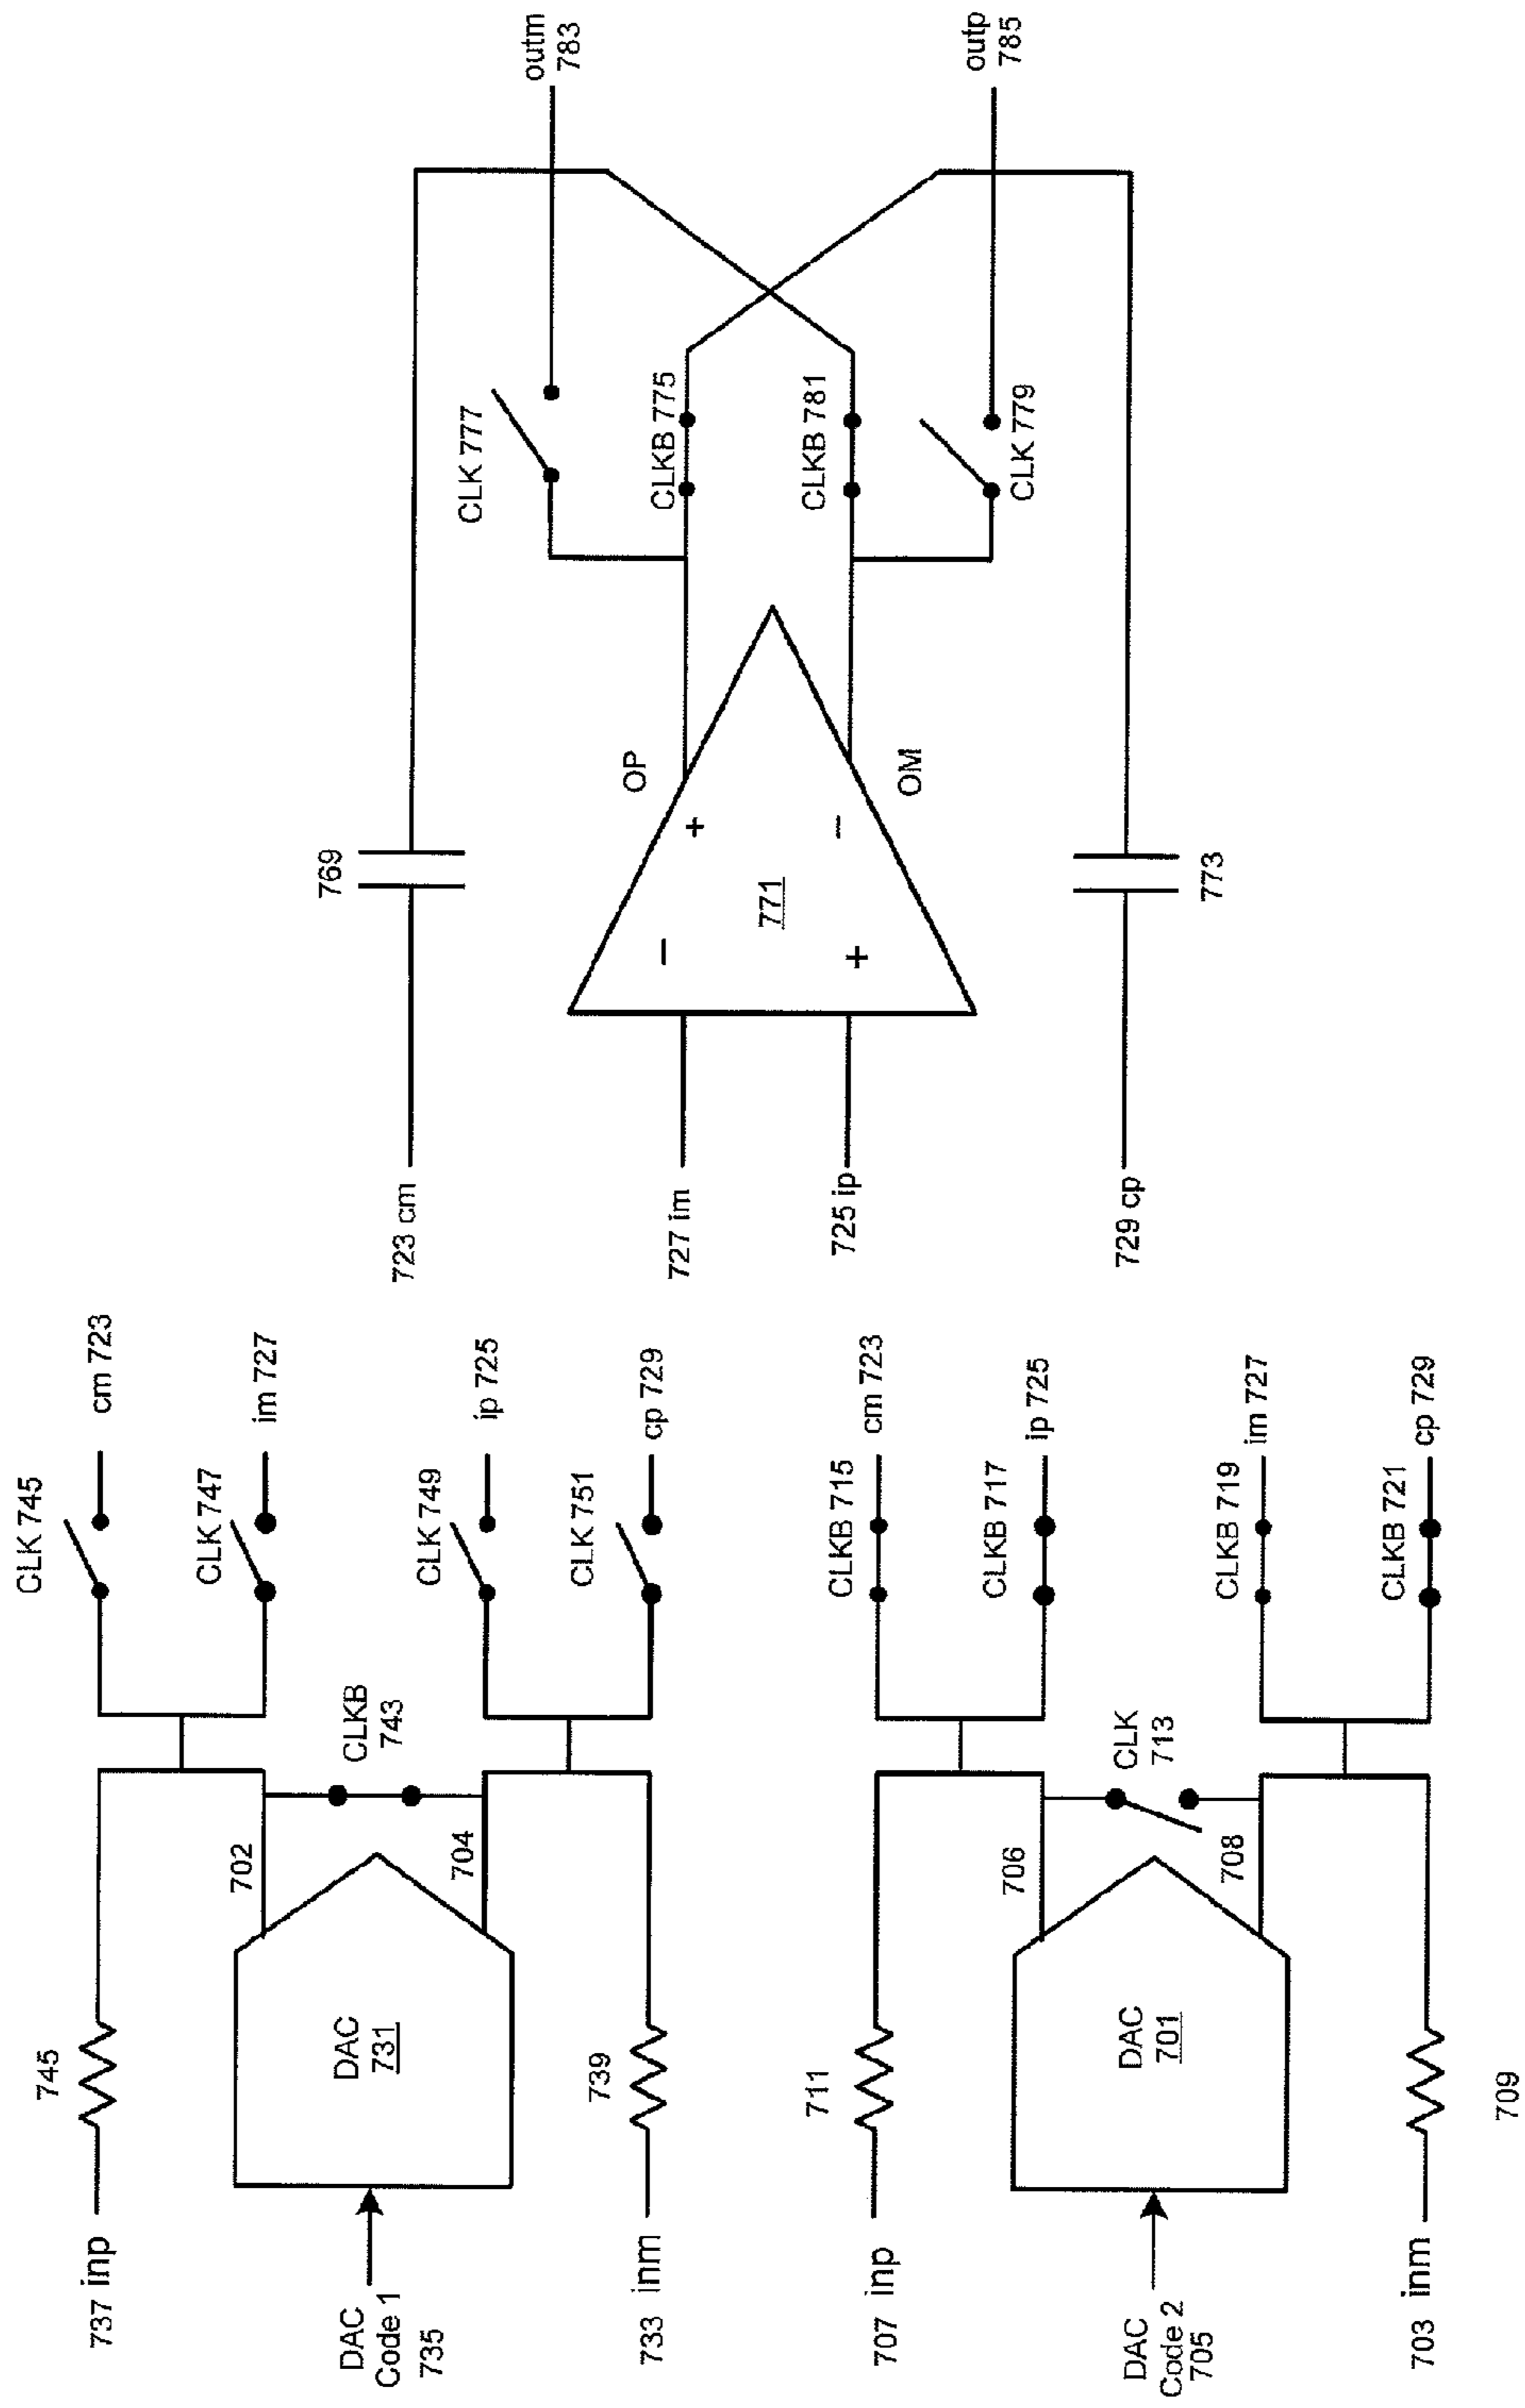 737 inp
745
DAC
Code 1
735
DAC
731
702
704
CLKB
743
733 inm
739
CLK 745
cm 723
CLK 747
im 727
CLK 749
ip 725
CLK 751
cp 729
707 inp
711
DAC
Code 2
705
DAC
701
706
708
CLK
713
703 inm
709
CLKB 715
cm 723
CLKB 717
ip 725
CLKB 719
im 727
CLKB 721
cp 729
723 cm
769
727 im
725 ip
729 cp
773
−
+
771
+
−
OP
OM
CLK 777
CLKB 775
CLKB 781
CLK 779
outm
783
outp
785